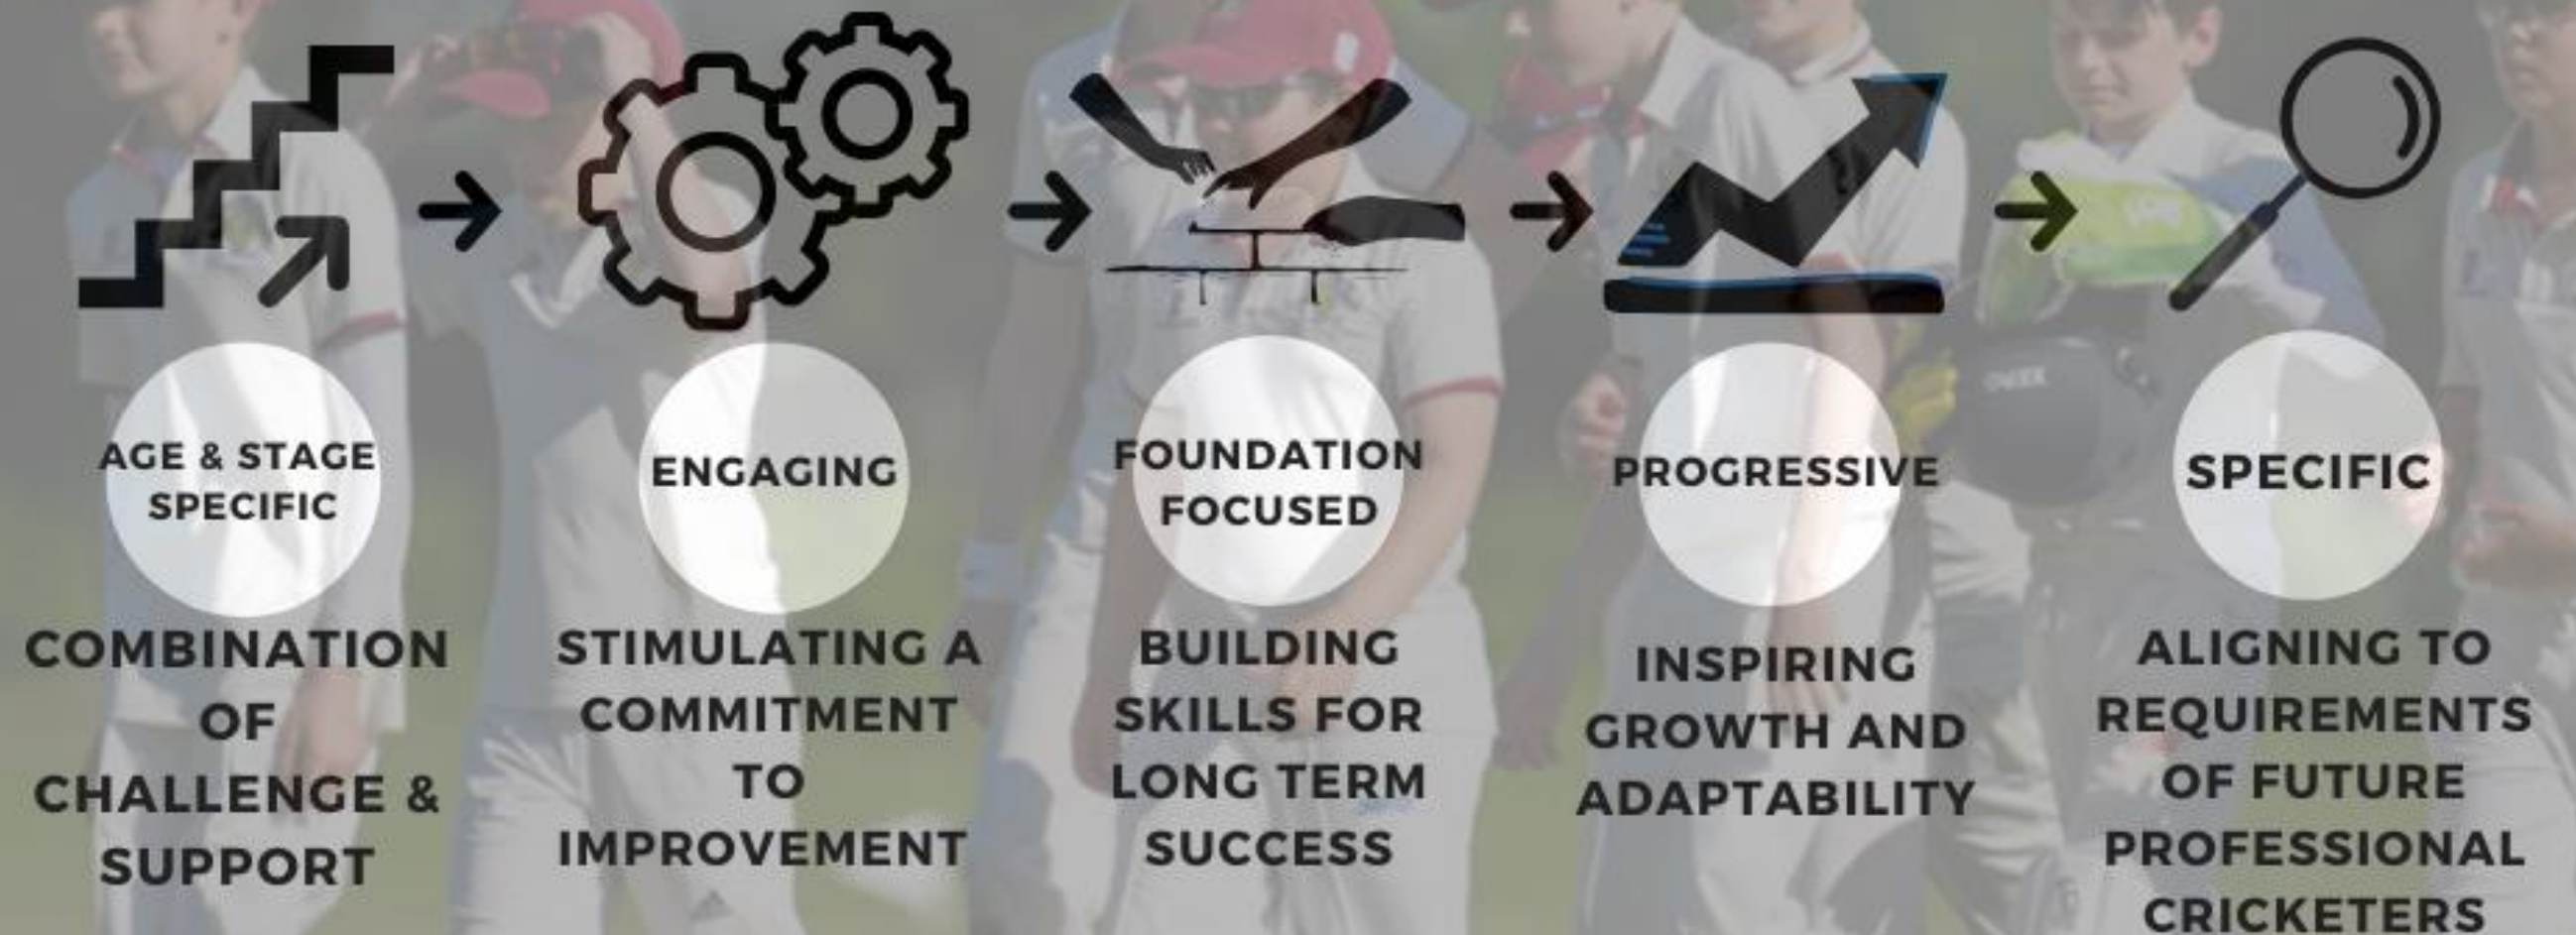 AGE & STAGE
SPECIFIC
COMBINATION
OF
CHALLENGE &
SUPPORT
ENGAGING
STIMULATING A
COMMITMENT
TO
IMPROVEMENT
FOUNDATION
FOCUSED
BUILDING
SKILLS FOR
LONG TERM
SUCCESS
PROGRESSIVE
INSPIRING
GROWTH AND
ADAPTABILITY
SPECIFIC
ALIGNING TO
REQUIREMENTS
OF FUTURE
PROFESSIONAL
CRICKETERS